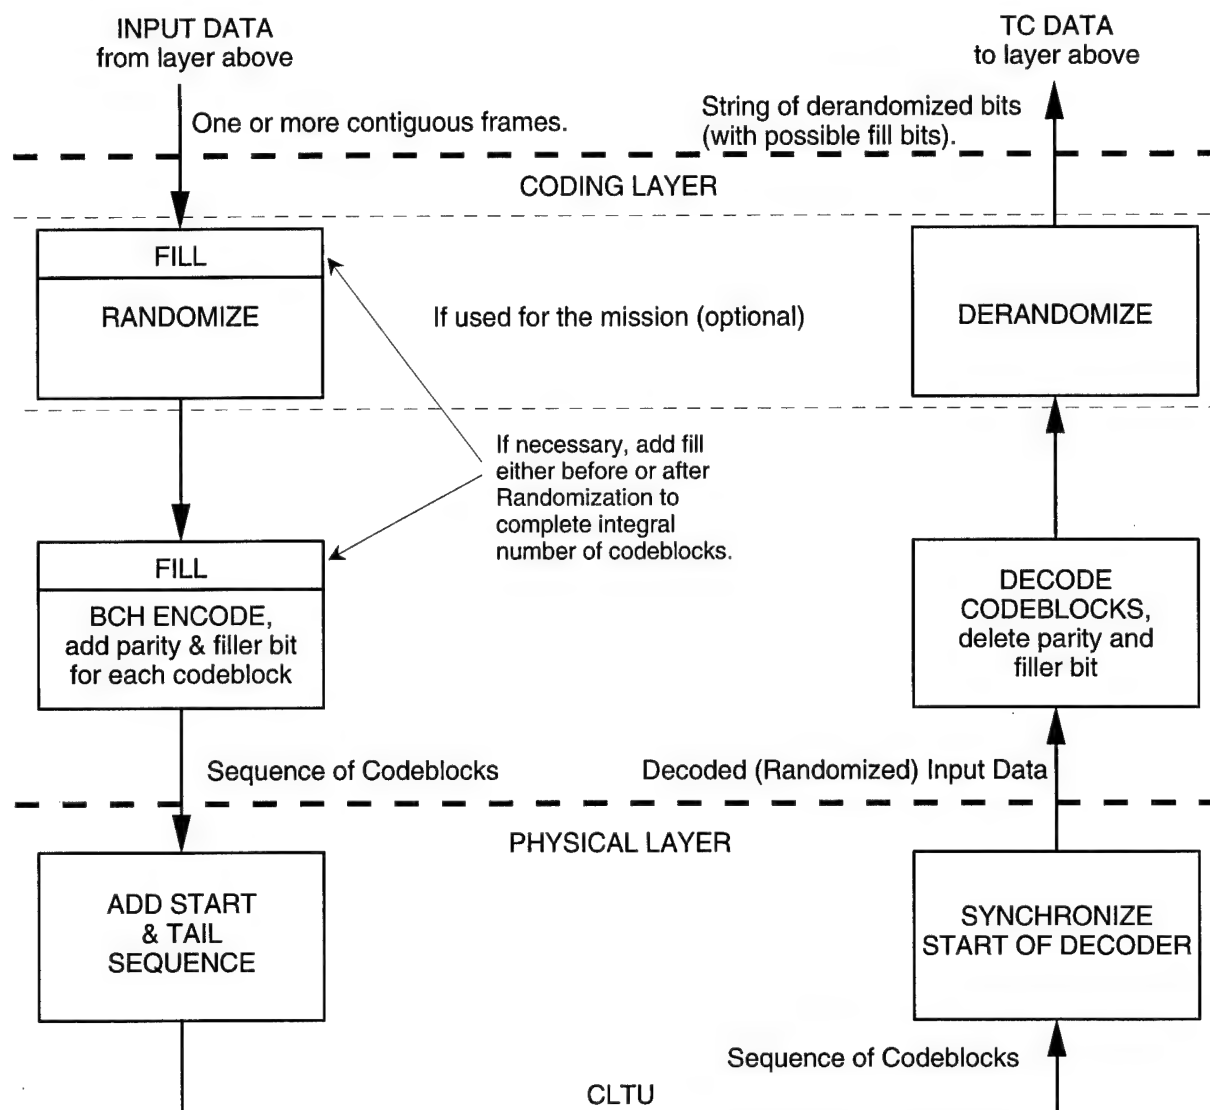 INPUT DATA
from layer above
TC DATA
to layer above
One or more contiguous frames.
String of derandomized bits
(with possible fill bits).
CODING LAYER
FILL
RANDOMIZE
If used for the mission (optional)
DERANDOMIZE
If necessary, add fill
either before or after
Randomization to
complete integral
number of codeblocks.
FILL
BCH ENCODE,
add parity & filler bit
for each codeblock
DECODE
CODEBLOCKS,
delete parity and
filler bit
Sequence of Codeblocks
Decoded (Randomized) Input Data
PHYSICAL LAYER
ADD START
& TAIL
SEQUENCE
SYNCHRONIZE
START OF DECODER
Sequence of Codeblocks
CLTU